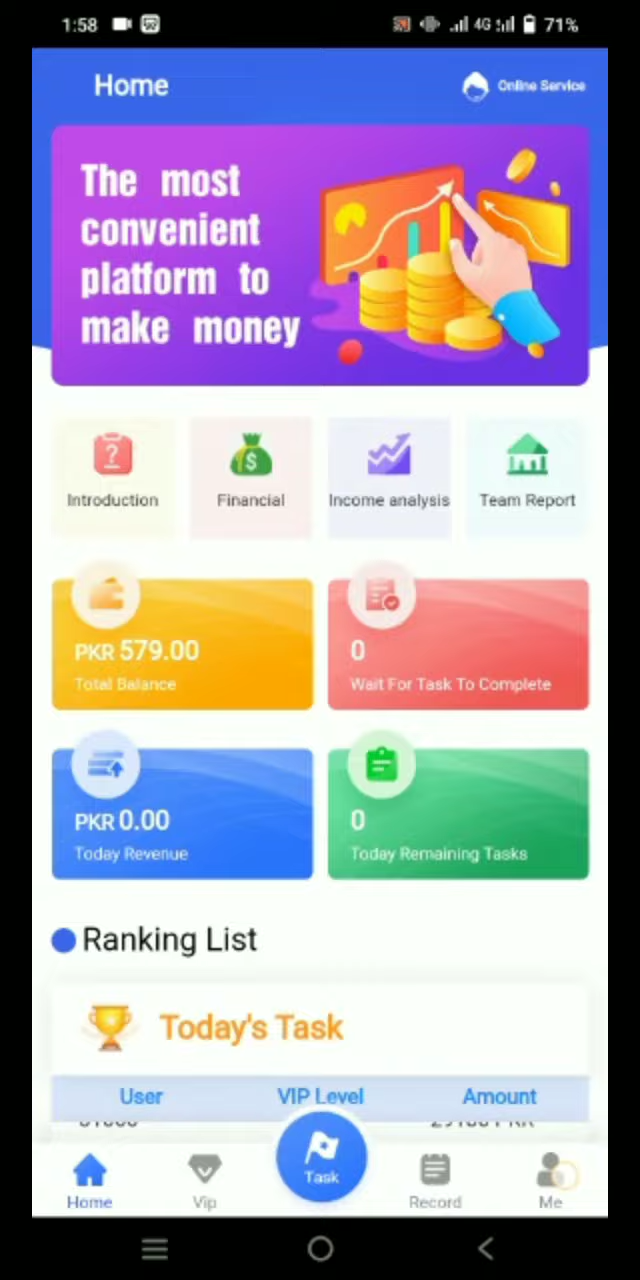 1:58
4G
71%
Home
Online Service
The most
convenient
platform to
make money
Introduction
Financial
Income analysis
Team Report
PKR 579.00
Total Balance
0
Wait For Task To Complete
PKR 0.00
Today Revenue
0
Today Remaining Tasks
Ranking List
Today's Task
User
VIP Level
Amount
Task
Home
Vip
Record
Me